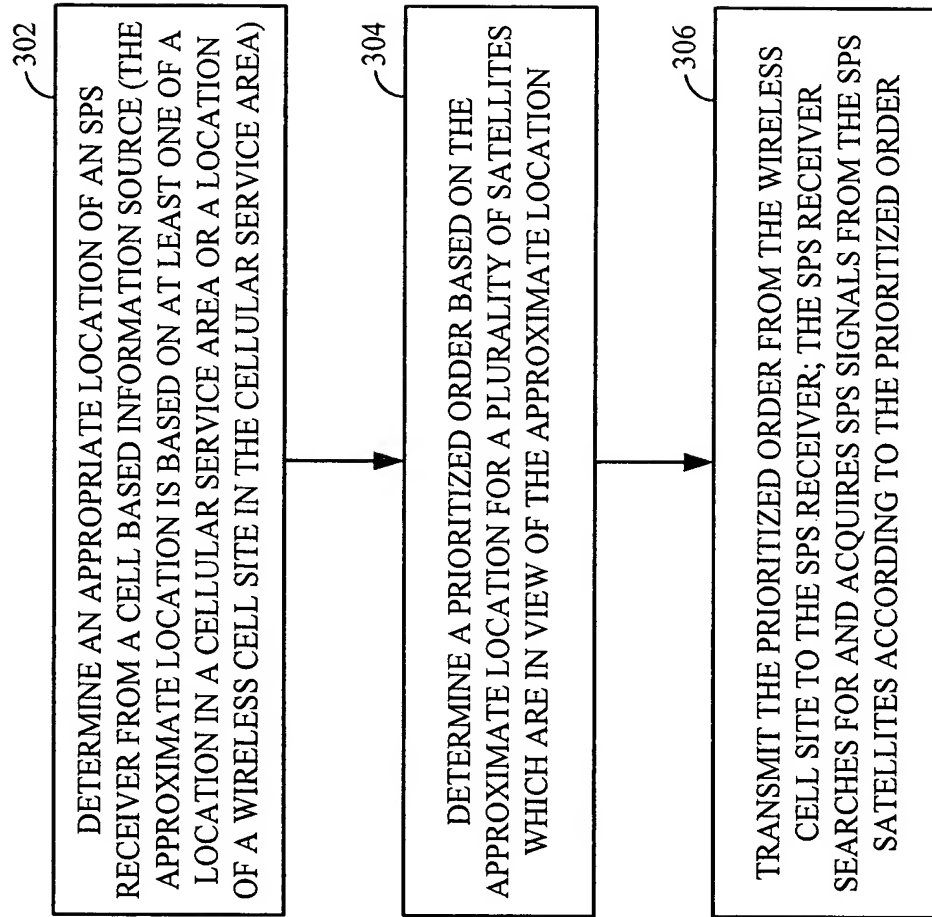 302
DETERMINE AN APPROPRIATE LOCATION OF AN SPS
RECEIVER FROM A CELL BASED INFORMATION SOURCE (THE
APPROXIMATE LOCATION IS BASED ON AT LEAST ONE OF A
LOCATION IN A CELLULAR SERVICE AREA OR A LOCATION
OF A WIRELESS CELL SITE IN THE CELLULAR SERVICE AREA)
304
DETERMINE A PRIORITIZED ORDER BASED ON THE
APPROXIMATE LOCATION FOR A PLURALITY OF SATELLITES
WHICH ARE IN VIEW OF THE APPROXIMATE LOCATION
306
TRANSMIT THE PRIORITIZED ORDER FROM THE WIRELESS
CELL SITE TO THE SPS RECEIVER; THE SPS RECEIVER
SEARCHES FOR AND ACQUIRES SPS SIGNALS FROM THE SPS
SATELLITES ACCORDING TO THE PRIORITIZED ORDER